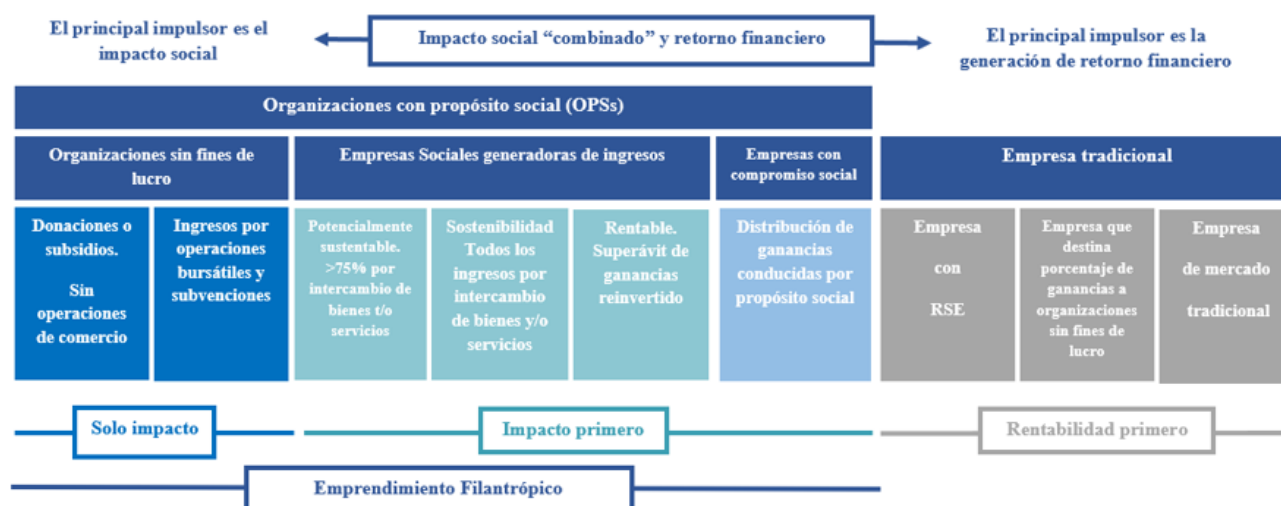 El principal impulsor es el
impacto social
Impacto social “combinado” y retorno financiero
El principal impulsor es la
generación de retorno financiero
Organizaciones con propósito social (OPSs)
Organizaciones sin fines de
lucro
Empresas Sociales generadoras de ingresos
Empresas con
compromiso social
Empresa tradicional
Donaciones o
subsidios.
Sin
operaciones
de comercio
Ingresos por
operaciones
bursátiles y
subvenciones
Potencialmente
sustentable.
>75% por
intercambio de
bienes t/o
servicios
Sostenibilidad
Todos los
ingresos por
intercambio
de bienes y/o
servicios
Rentable.
Superávit de
ganancias
reinvertido
Distribución de
ganancias
conducidas por
propósito social
Empresa
con
RSE
Empresa que
destina
porcentaje de
ganancias a
organizaciones
sin fines de
lucro
Empresa
de mercado
tradicional
Solo impacto
Impacto primero
Rentabilidad primero
Emprendimiento Filantrópico